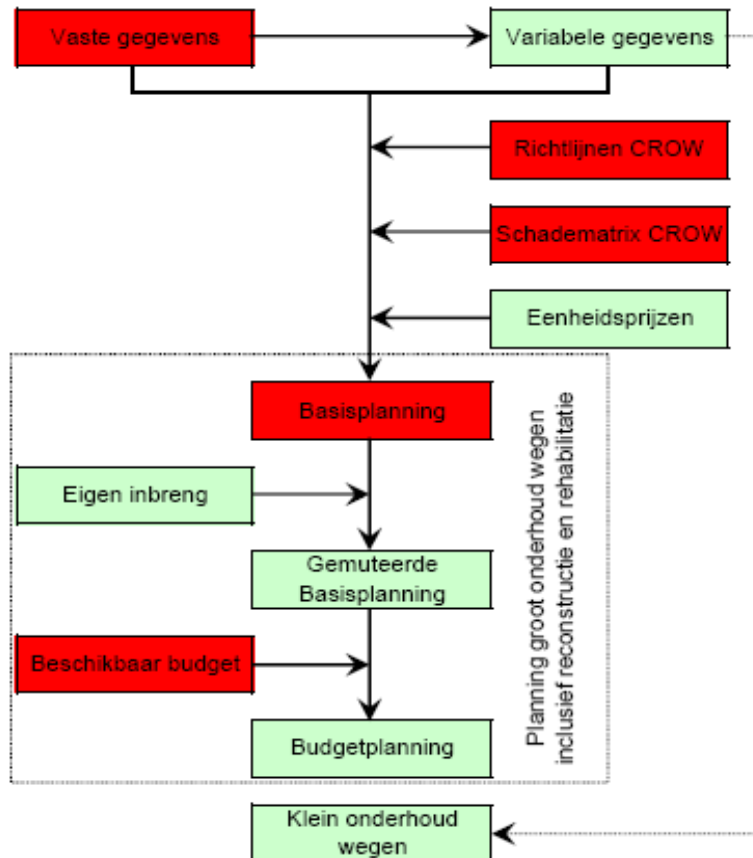 Vaste gegevens
Variabele gegevens
Richtlijnen CROW
Schadematrix CROW
Eenheidsprijzen
Basisplanning
Eigen inbreng
Gemuteerde
Basisplanning
Beschikbaar budget
Budgetplanning
Planning groot onderhoud wegen
inclusief reconstructie en rehabilitatie
Klein onderhoud
wegen